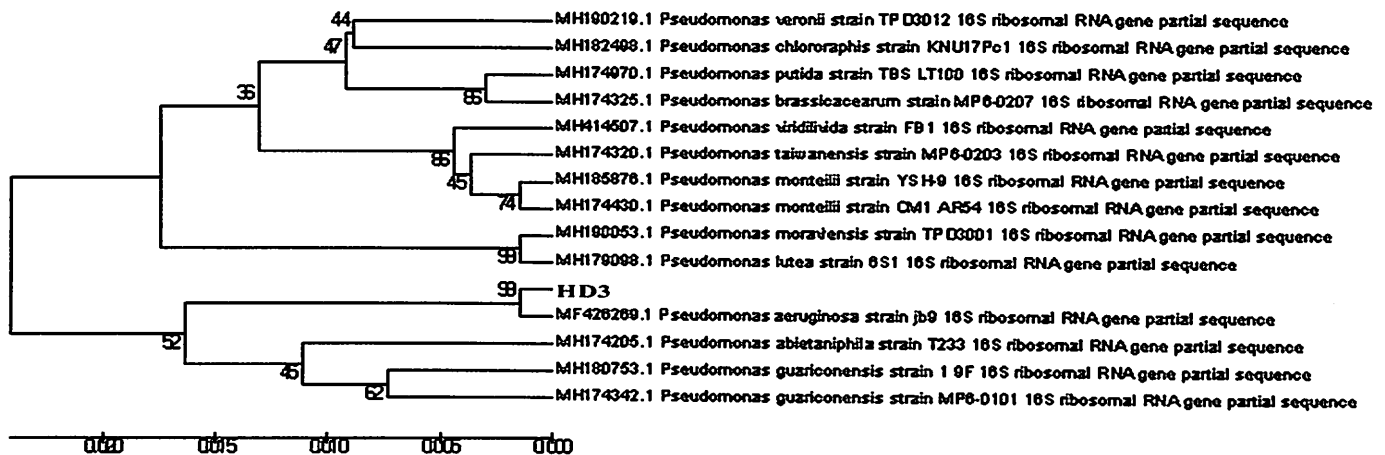 44 MH190219.1 Pseudomonas veronii strain TPD3012 16S ribosomal RNA gene partial sequence
47 MH182498.1 Pseudomonas chlororaphis strain KNU17Pc1 16S ribosomal RNA gene partial sequence
MH174970.1 Pseudomonas putida strain TBS LT100 16S ribosomal RNA gene partial sequence
36 86 MH174325.1 Pseudomonas brassicacearum strain MP6-0207 16S ribosomal RNA gene partial sequence
MH414507.1 Pseudomonas viridilivida strain FB1 16S ribosomal RNA gene partial sequence
86 MH174320.1 Pseudomonas taiwanensis strain MP6-0203 16S ribosomal RNA gene partial sequence
45 MH185876.1 Pseudomonas monteilii strain YSH-9 16S ribosomal RNA gene partial sequence
74 MH174430.1 Pseudomonas monteilii strain CM1 AR54 16S ribosomal RNA gene partial sequence
MH190053.1 Pseudomonas moraviensis strain TPD3001 16S ribosomal RNA gene partial sequence
MH179098.1 Pseudomonas lutea strain 6S1 16S ribosomal RNA gene partial sequence
HD3
MF426269.1 Pseudomonas aeruginosa strain jb9 16S ribosomal RNA gene partial sequence
52 MH174205.1 Pseudomonas abietaniphila strain T233 16S ribosomal RNA gene partial sequence
45 MH180753.1 Pseudomonas guariconensis strain 1 9F 16S ribosomal RNA gene partial sequence
62 MH174342.1 Pseudomonas guariconensis strain MP6-0101 16S ribosomal RNA gene partial sequence
0.020 0.015 0.010 0.005 0.000